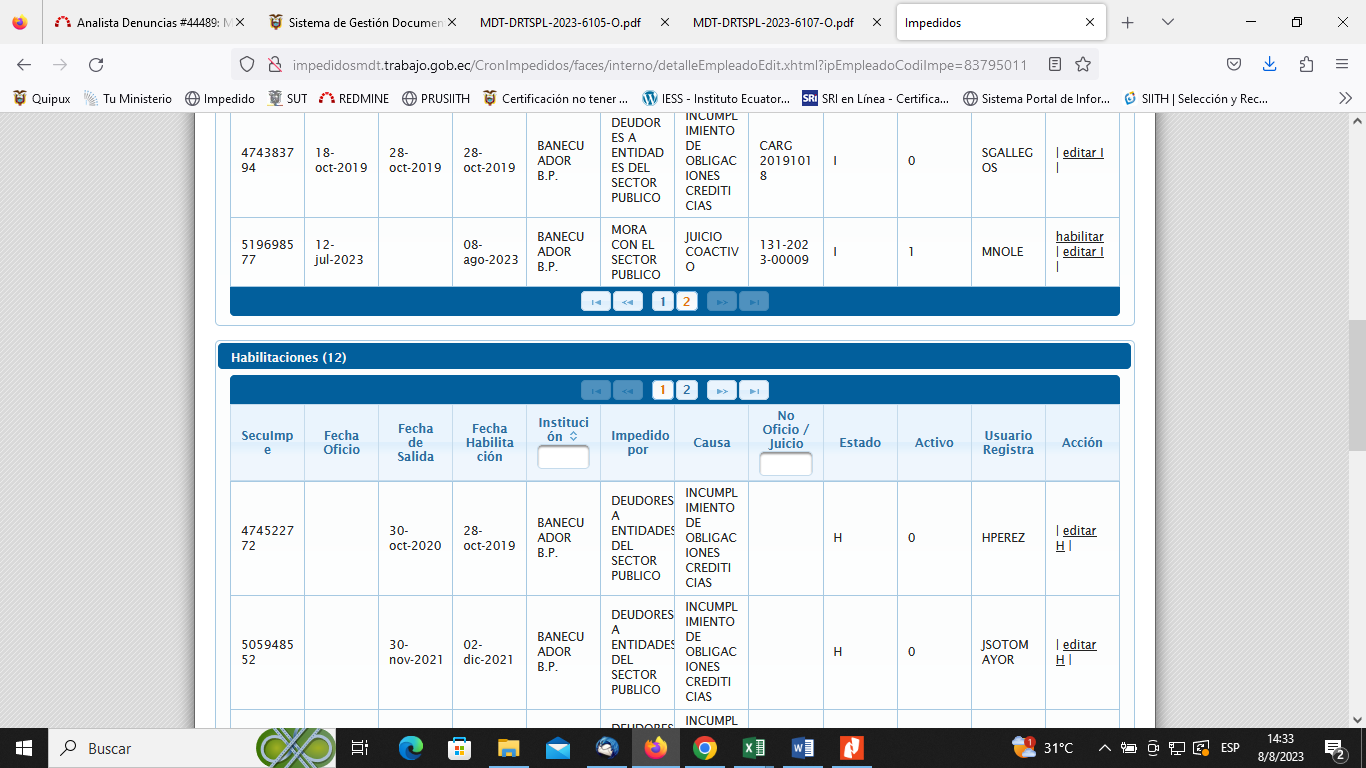 Analista Denuncias #44489: M
Sistema de Gestión Documen
MDT-DRTSPL-2023-6105-O.pdf
MDT-DRTSPL-2023-6107-O.pdf
Impedidos
impedidosmdt.trabajo.gob.ec/CronImpedidos/faces/interno/detalleEmpleadoEdit.xhtml?ipEmpleadoCodiImpe=83795011
Quipux
Tu Ministerio
Impedido
SUT
REDMINE
PRUSIITH
Certificación no tener ...
IESS - Instituto Ecuator...
SRi
SRI en Línea - Certifica...
Sistema Portal de Infor...
SIITH | Selección y Rec...
4743837
94
18-
oct-2019
28-
oct-2019
28-
oct-2019
BANECU
ADOR
B.P.
DEUDOR
ES A
ENTIDAD
ES DEL
SECTOR
PUBLICO
INCUMPL
IMIENTO
DE
OBLIGAC
IONES
CREDITI
CIAS
CARG
2019101
8
I
0
SGALLEG
OS
| editar I
|
5196985
77
12-
jul-2023
08-
ago-2023
BANECU
ADOR
B.P.
MORA
CON EL
SECTOR
PUBLICO
JUICIO
COACTIV
O
131-202
3-00009
I
1
MNOLE
habilitar
| editar I
|
1 2
Habilitaciones (12)
1 2
SecuImp
e
Fecha
Oficio
Fecha
de
Salida
Fecha
Habilita
ción
Instituci
ón
Impedido
por
Causa
No
Oficio /
Juicio
Estado
Activo
Usuario
Registra
Acción
4745227
72
30-
oct-2020
28-
oct-2019
BANECU
ADOR
B.P.
DEUDORES
A
ENTIDADES
DEL
SECTOR
PUBLICO
INCUMPL
IMIENTO
DE
OBLIGAC
IONES
CREDITI
CIAS
H
0
HPEREZ
| editar
H |
5059485
52
30-
nov-2021
02-
dic-2021
BANECU
ADOR
B.P.
DEUDORES
A
ENTIDADES
DEL
SECTOR
PUBLICO
INCUMPL
IMIENTO
DE
OBLIGAC
IONES
CREDITI
CIAS
H
0
JSOTOM
AYOR
| editar
H |
DEUDORES
INCUMPL
Buscar
1
31°C
ESP
14:33
8/8/2023
2